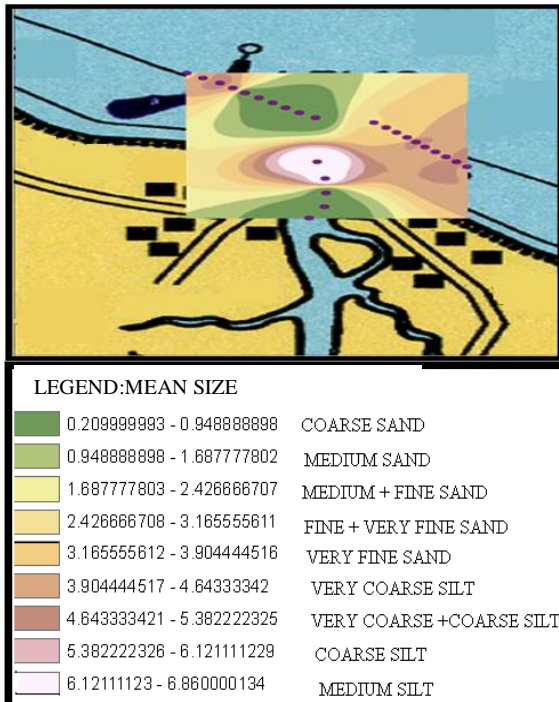 LEGEND:MEAN SIZE
0.209999993 - 0.948888898 COARSE SAND
0.948888898 - 1.687777802 MEDIUM SAND
1.687777803 - 2.426666707 MEDIUM + FINE SAND
2.426666708 - 3.165555611 FINE + VERY FINE SAND
3.165555612 - 3.904444516 VERY FINE SAND
3.904444517 - 4.64333342 VERY COARSE SILT
4.643333421 - 5.382222325 VERY COARSE +COARSE SILT
5.382222326 - 6.121111229 COARSE SILT
6.12111123 - 6.860000134 MEDIUM SILT